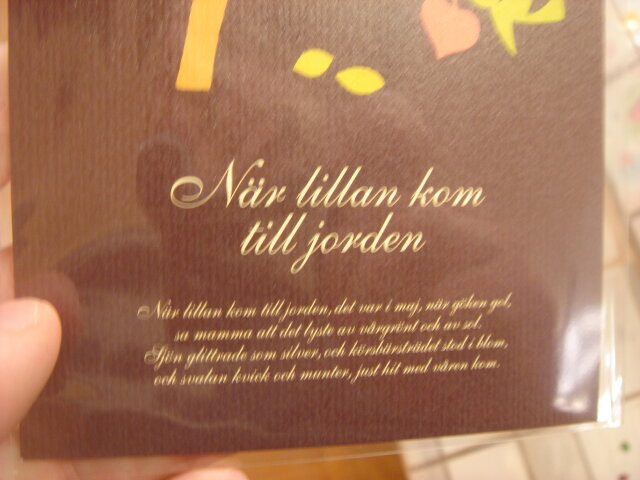 När lillan kom
till jorden
När lillan kom till jorden, det var i maj, när göken gol,
sa mamma att det lyste av vårgrönt och av sol.
Sjön glittrade som silver, och körsbärsträdet stod i blom,
och svalan kvick och munter, just hit med våren kom.